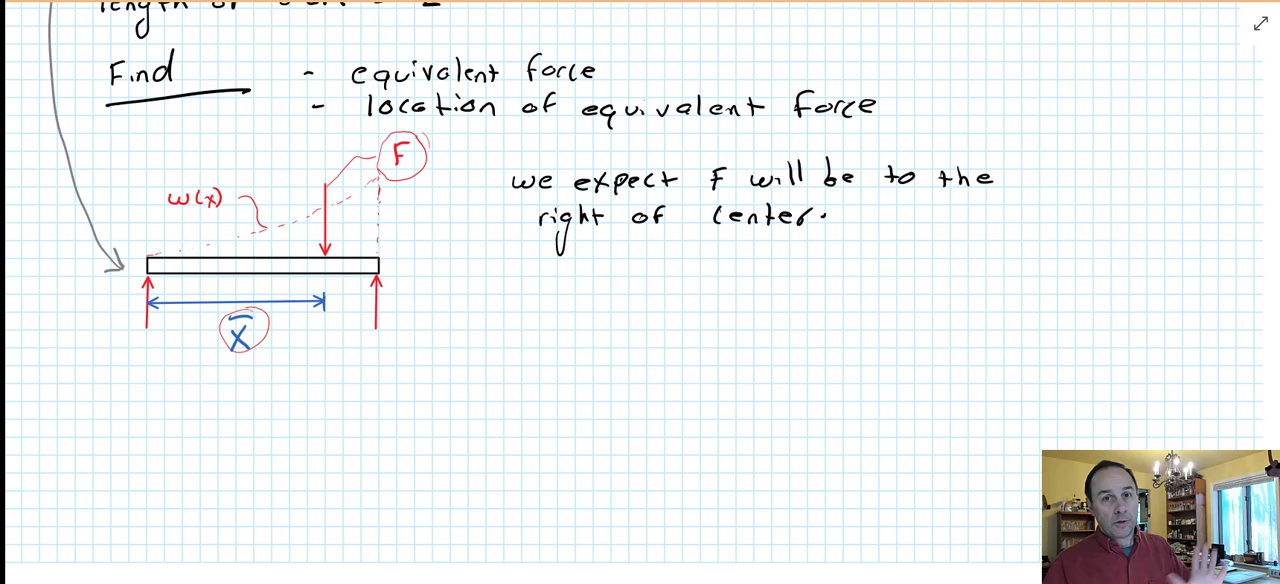 Find - equivalent force
- location of equivalent force
F
w(x)
we expect F will be to the
right of center.
x̄